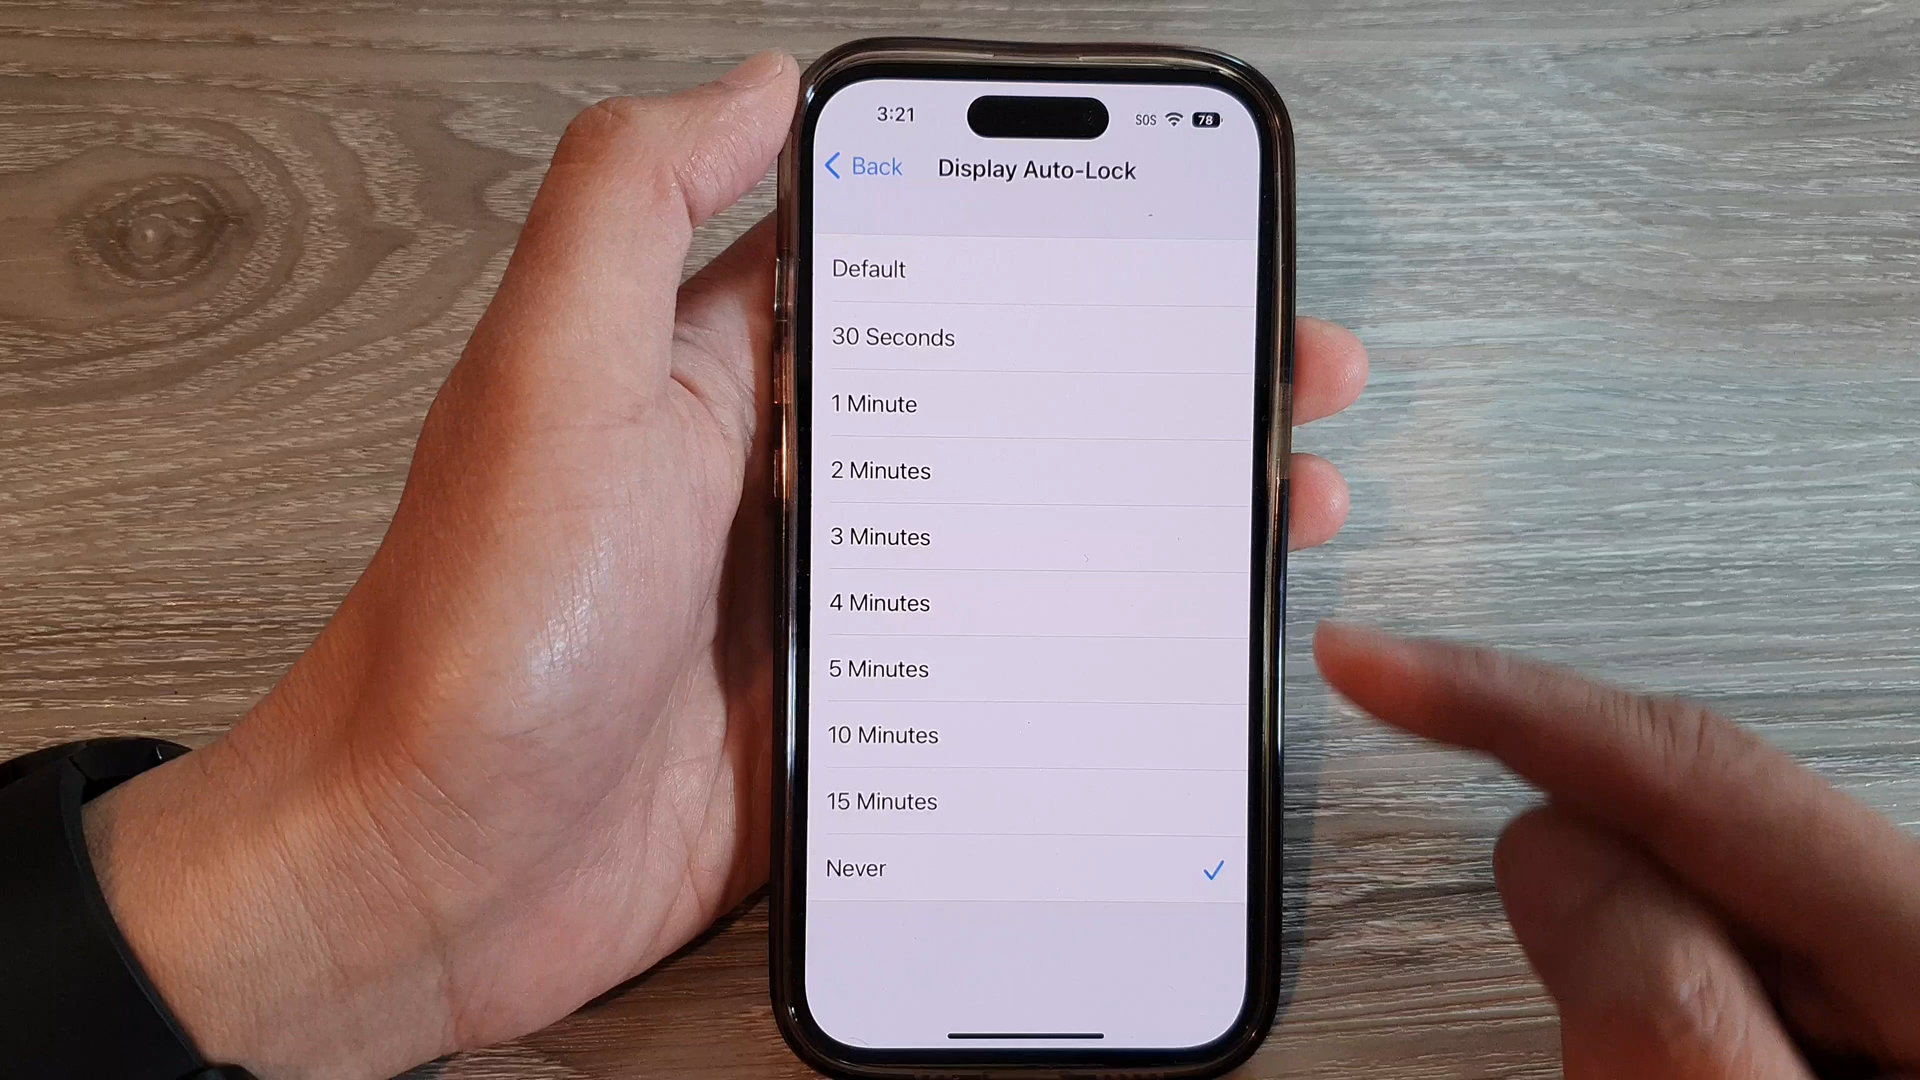 3:21
SOS 78
Back
Display Auto-Lock
Default
30 Seconds
1 Minute
2 Minutes
3 Minutes
4 Minutes
5 Minutes
10 Minutes
15 Minutes
Never